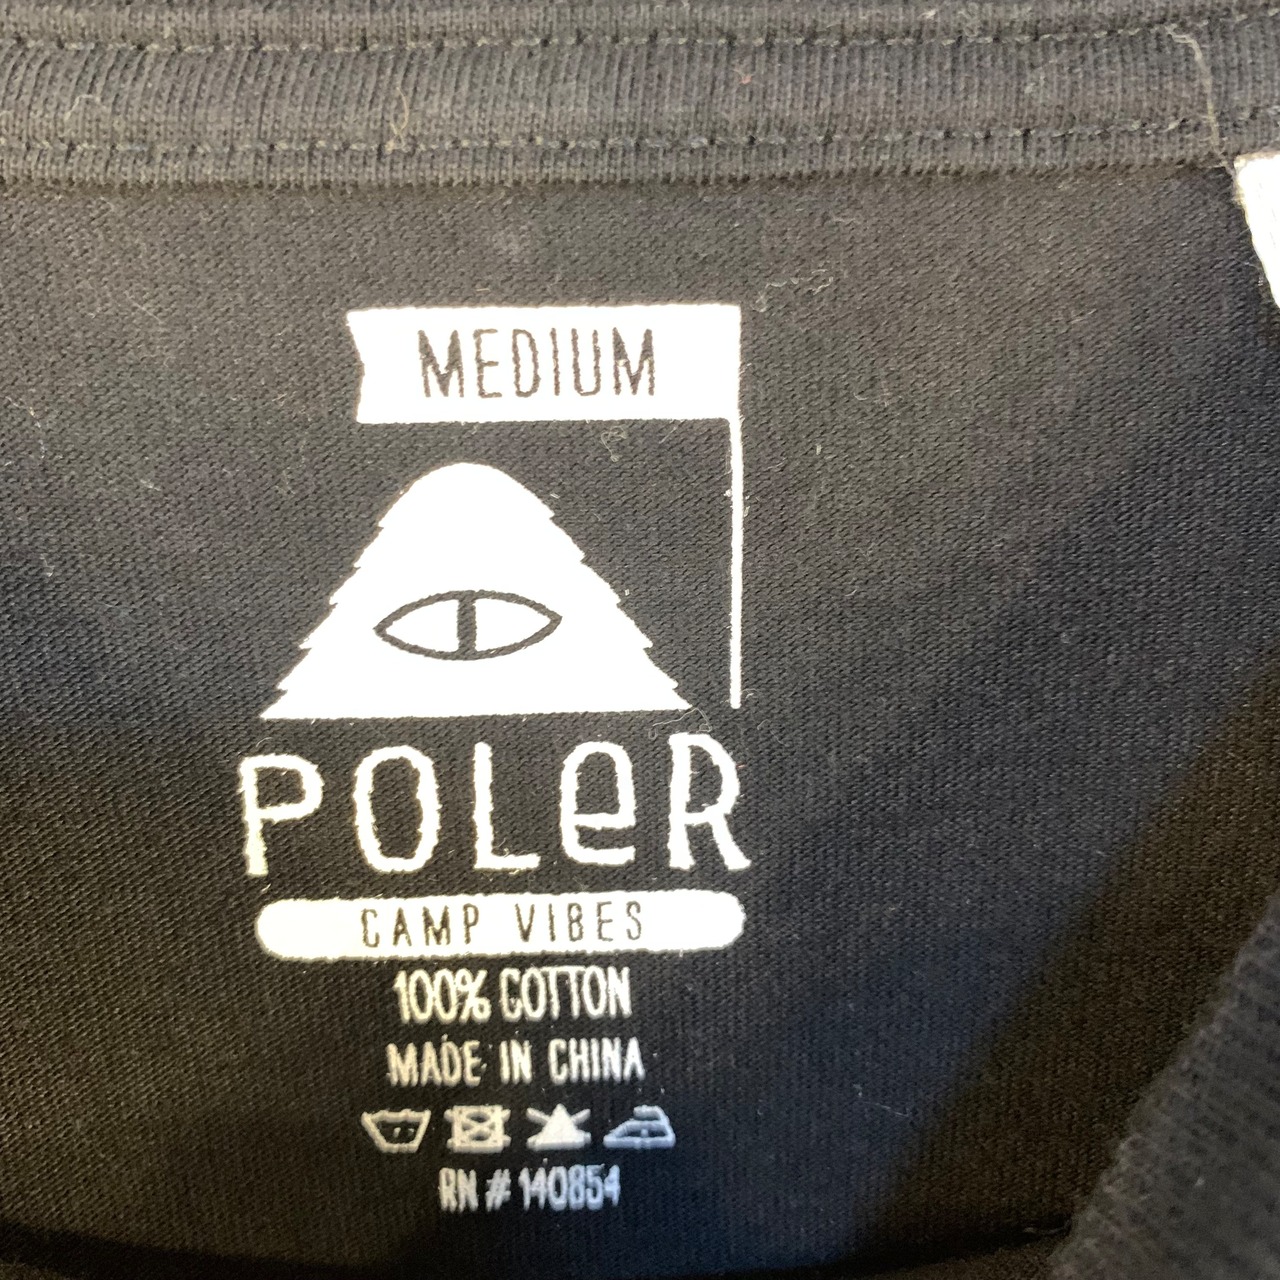 MEDIUM
POLeR
CAMP VIBES
100% COTTON
MADE IN CHINA
RN # 140854